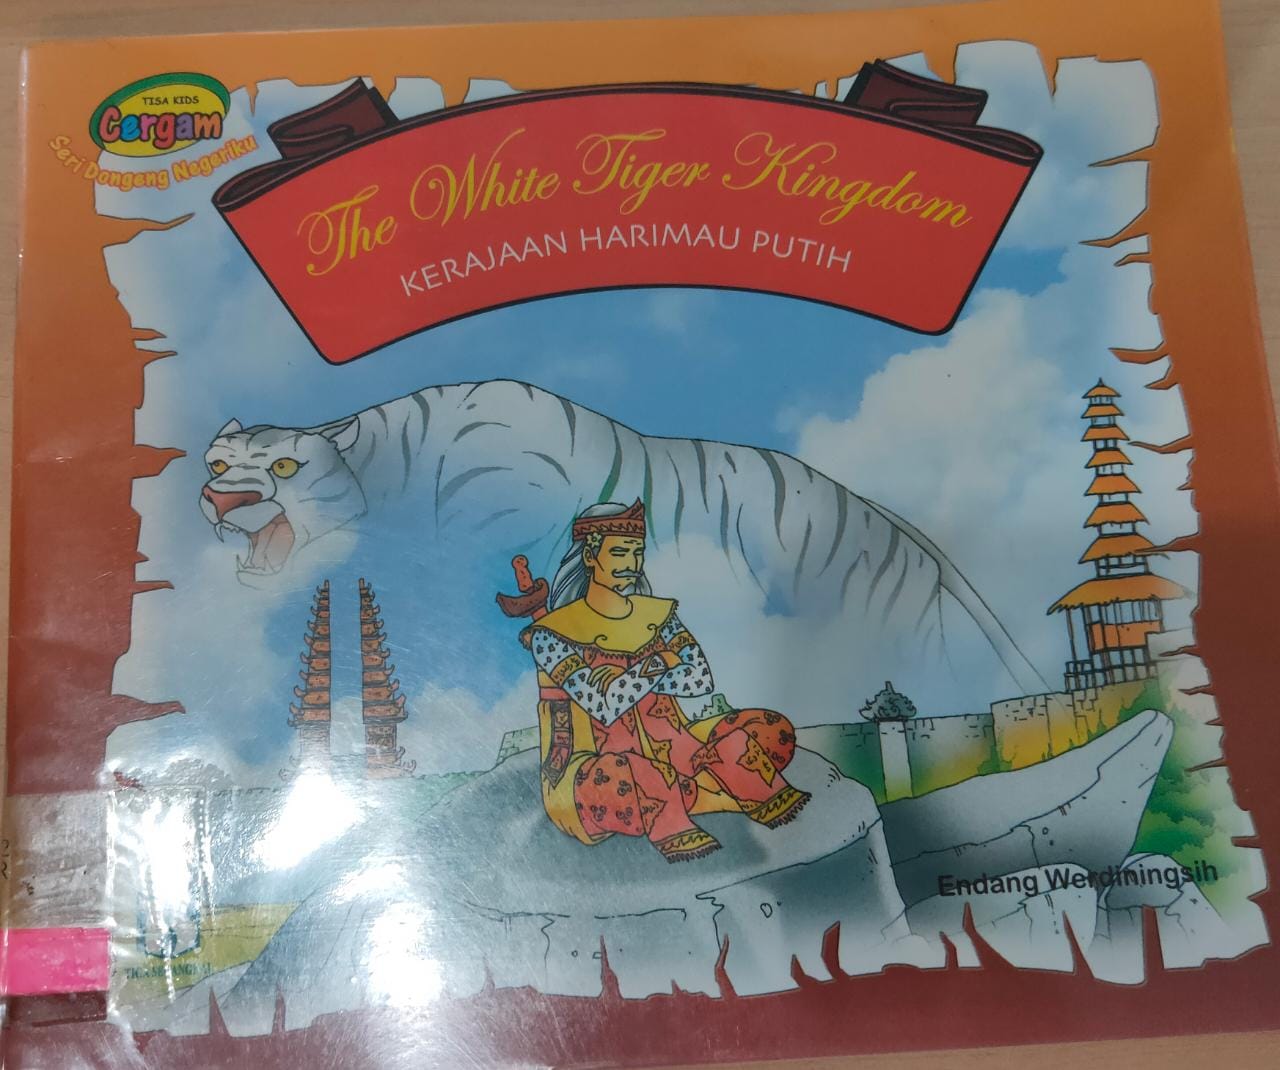 TISA KIDS
Cergam
Seri Dongeng Negeriku
The White Tiger Kingdom
KERAJAAN HARIMAU PUTIH
Endang Werdiningsih